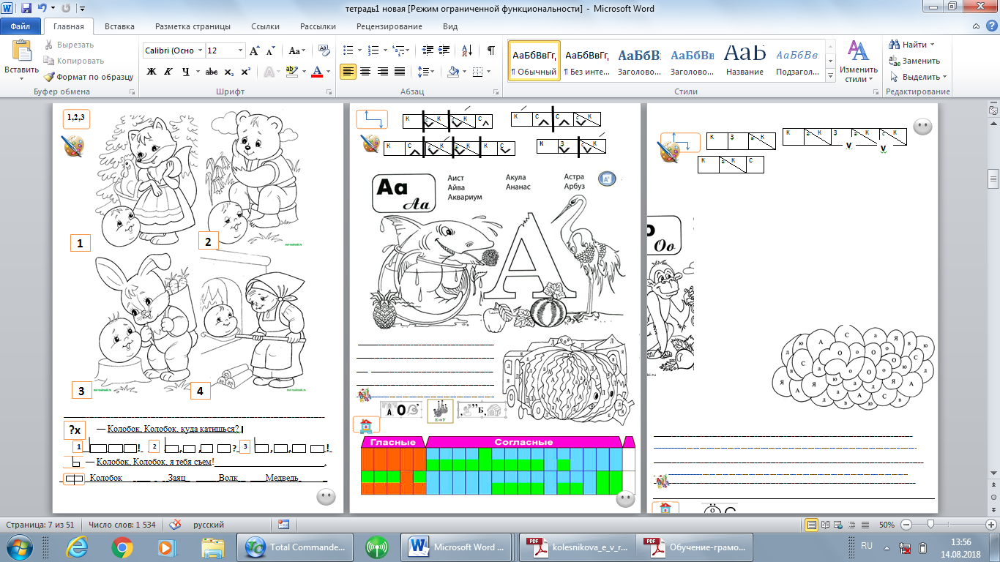 тетрадь1 новая [Режим ограниченной функциональности] - Microsoft Word
Файл Главная Вставка Разметка страницы Ссылки Рассылки Рецензирование Вид
Вставить
Вырезать
Копировать
Формат по образцу
Буфер обмена
Calibri (Осно 12
Шрифт
Абзац
АаБбВвГг, АаБбВвГг, АаБбВ АаБбВв АаБ АаБбВв.
¶ Обычный ¶ Без инте... Заголово... Заголово... Название Подзагол...
Стили
Изменить стили
Найти
Заменить
Выделить
Редактирование
1,2,3
1
2
3
4
?х
— Колобок, Колобок, куда катишься?
1 ! 2 ? 3 !
— Колобок, Колобок, я тебя съем!
Колобок Заяц Волк Медведь
Аа
Аа
Аист
Айва
Аквариум
Акула
Ананас
Астра
Арбуз
А
Гласные Согласные
Оо
Страница: 7 из 51 Число слов: 1 534 русский 50%
Total Commande...
Microsoft Word ...
kolesnikova_e_v_r...
Обучение-грамо...
RU
13:56
14.08.2018